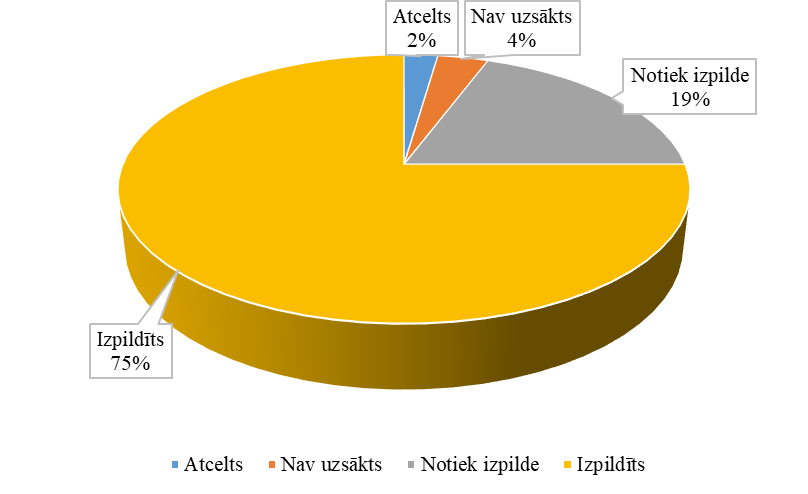 Atcelts
2%
Nav uzsākts
4%
Notiek izpilde
19%
Izpildīts
75%
Atcelts Nav uzsākts Notiek izpilde Izpildīts